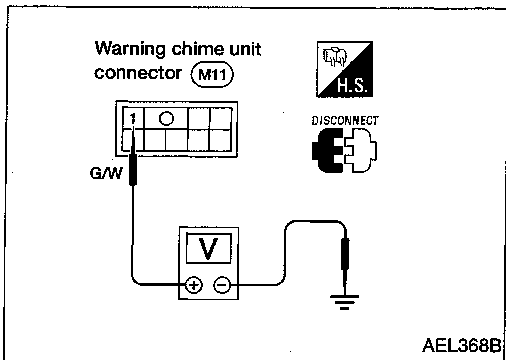 Warning chime unit
connector M11
H.S.
DISCONNECT
1
G/W
V
+ −
AEL368B